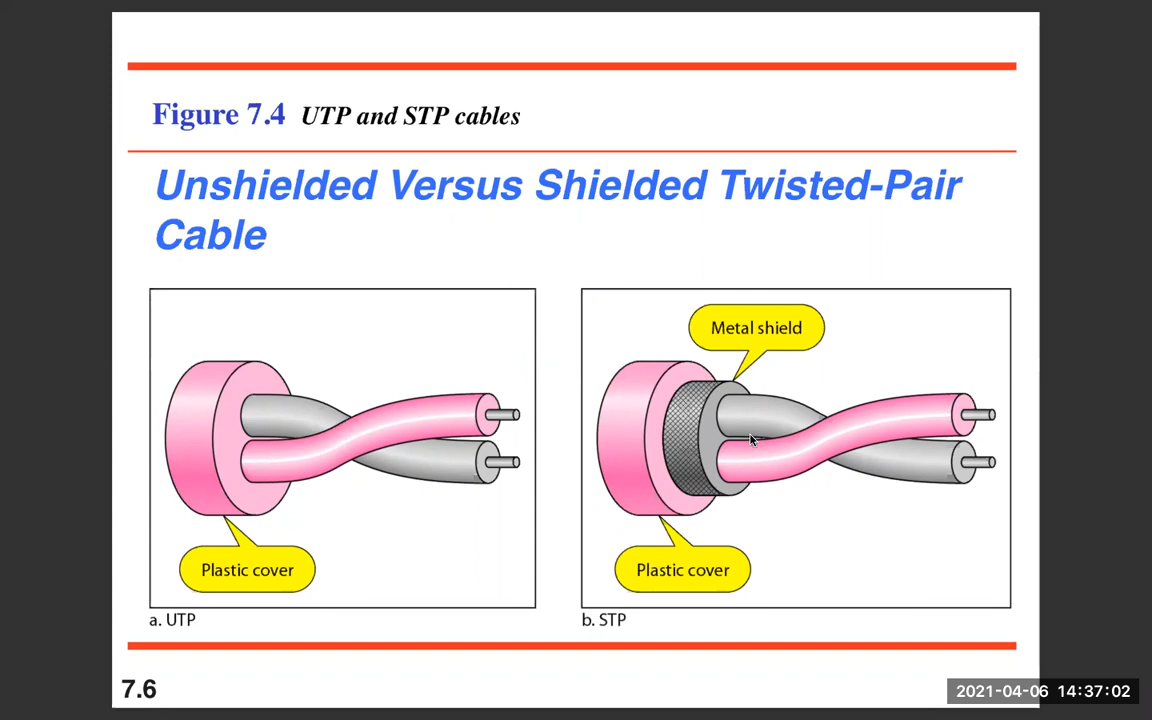 Figure 7.4 UTP and STP cables
Unshielded Versus Shielded Twisted-Pair
Cable
Metal shield
Plastic cover
Plastic cover
a. UTP
b. STP
7.6
2021-04-06 14:37:02